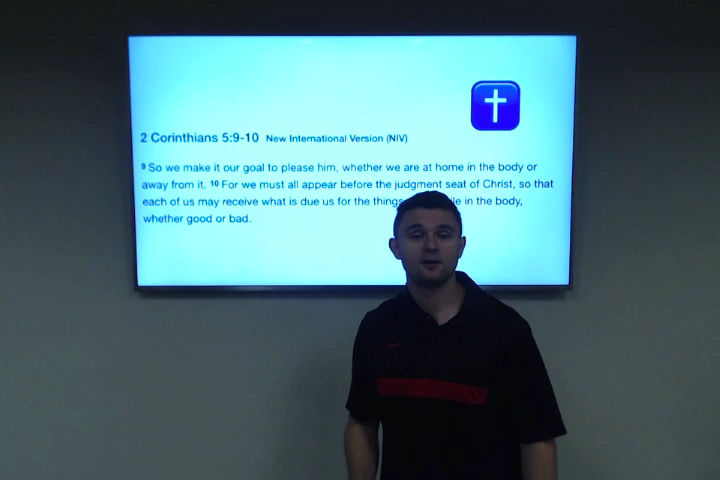 2 Corinthians 5:9-10 New International Version (NIV)
9 So we make it our goal to please him, whether we are at home in the body or
away from it. 10 For we must all appear before the judgment seat of Christ, so that
each of us may receive what is due us for the things in the body,
whether good or bad.